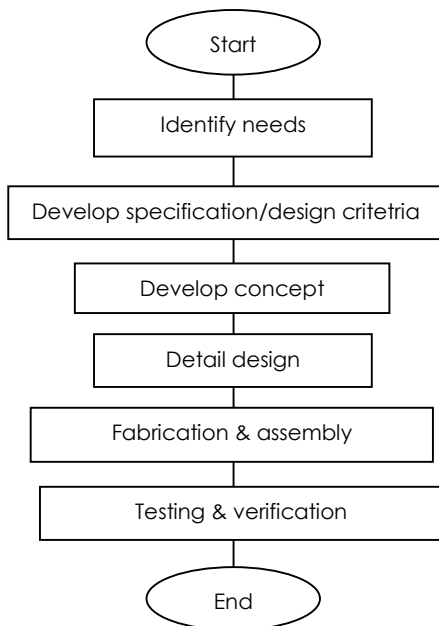 Start
Identify needs
Develop specification/design critetria
Develop concept
Detail design
Fabrication & assembly
Testing & verification
End